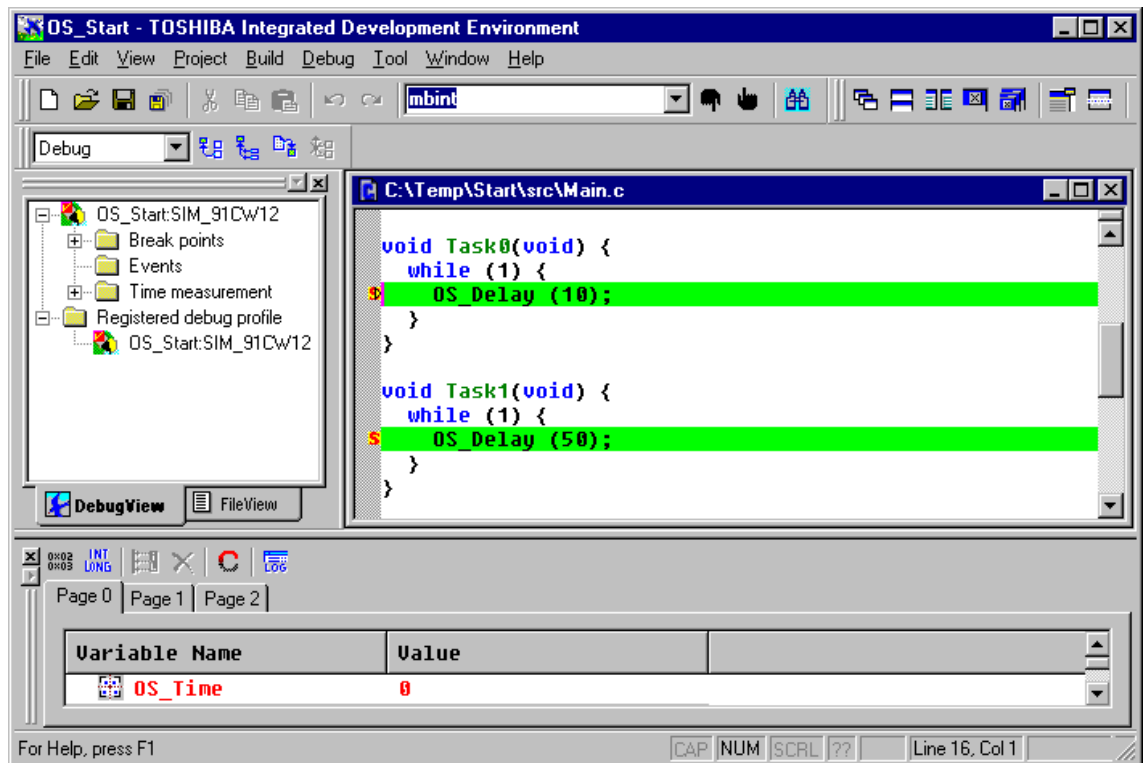 OS_Start - TOSHIBA Integrated Development Environment
File Edit View Project Build Debug Tool Window Help
mbint
Debug
OS_Start:SIM_91CW12
Break points
Events
Time measurement
Registered debug profile
OS_Start:SIM_91CW12
DebugView FileView
C:\Temp\Start\src\Main.c
void Task0(void) {
while (1) {
OS_Delay (10);
}
}
void Task1(void) {
while (1) {
S OS_Delay (50);
}
}
0x02 0x03 INT LONG C LOG
Page 0 Page 1 Page 2
Variable Name Value
OS_Time 0
For Help, press F1 CAP NUM SCRL ?? Line 16, Col 1